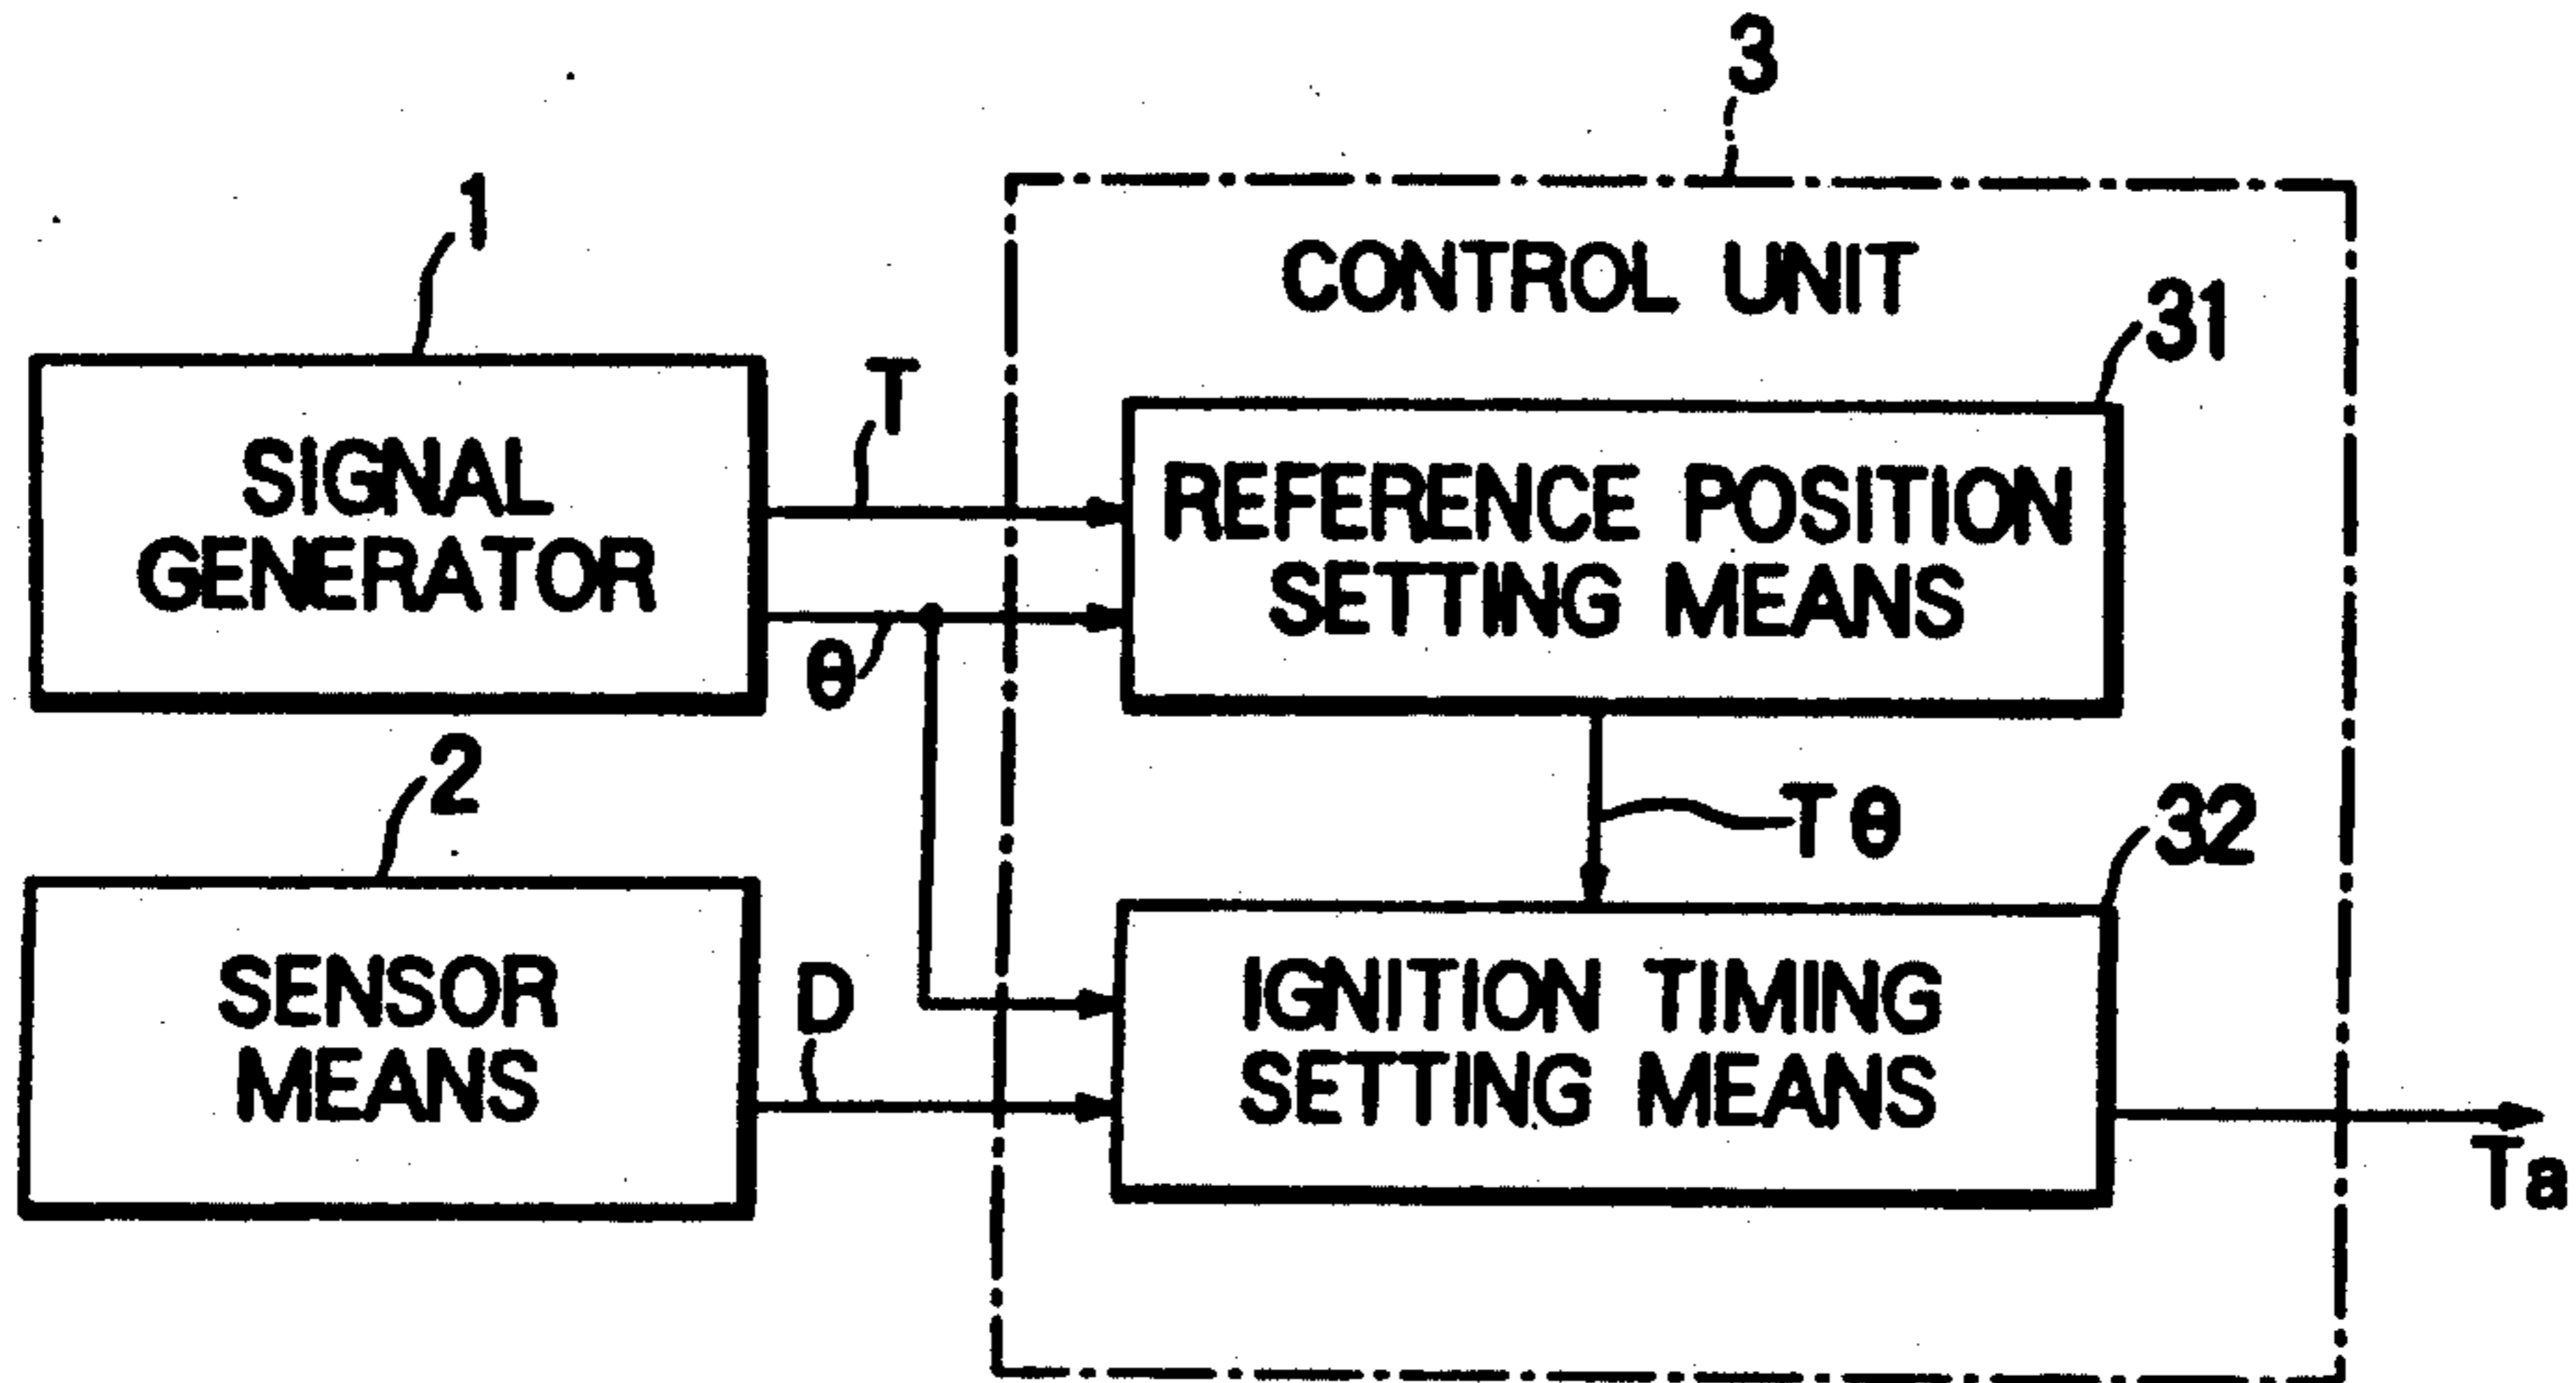 3
1
CONTROL UNIT
31
T
SIGNAL
GENERATOR
REFERENCE POSITION
SETTING MEANS
θ
2
Tθ
32
SENSOR
MEANS
D
IGNITION TIMING
SETTING MEANS
Ta